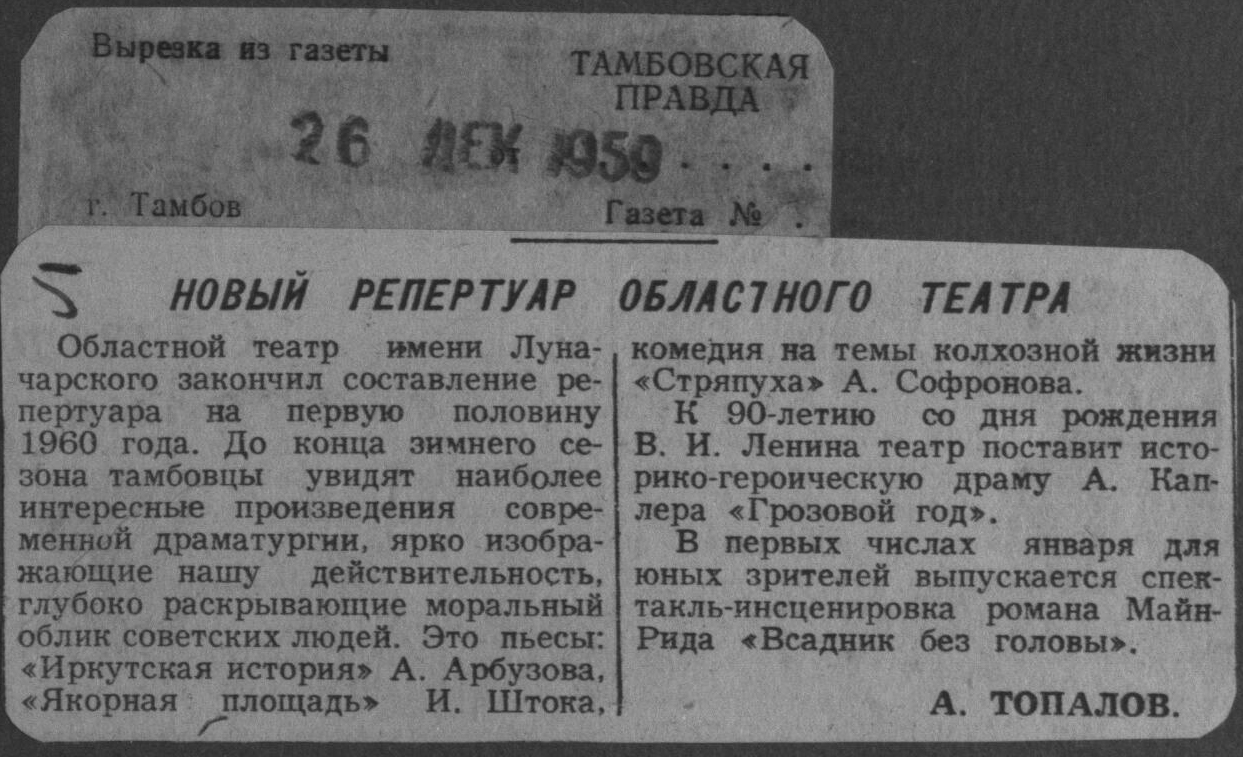 Вырезка из газеты
ТАМБОВСКАЯ
ПРАВДА
26 ДЕК 1959 . . . .
г. Тамбов
Газета № .
5
НОВЫЙ РЕПЕРТУАР ОБЛАСТНОГО ТЕАТРА
Областной театр имени Луна-
чарского закончил составление ре-
пертуара на первую половину
1960 года. До конца зимнего се-
зона тамбовцы увидят наиболее
интересные произведения совре-
менной драматургии, ярко изобра-
жающие нашу действительность,
глубоко раскрывающие моральный
облик советских людей. Это пьесы:
«Иркутская история» А. Арбузова,
«Якорная площадь» И. Штока,
комедия на темы колхозной жизни
«Стряпуха» А. Софронова.
К 90-летию со дня рождения
В. И. Ленина театр поставит исто-
рико-героическую драму А. Кап-
лера «Грозовой год».
В первых числах января для
юных зрителей выпускается спек-
такль-инсценировка романа Майн-
Рида «Всадник без головы».
А. ТОПАЛОВ.